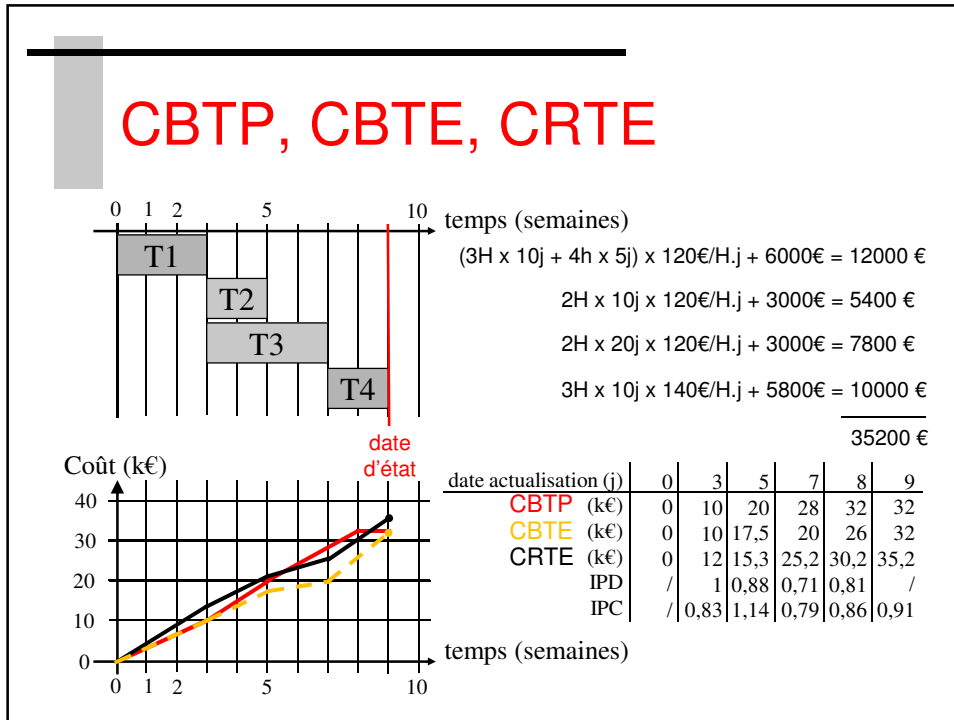 CBTP, CBTE, CRTE
0 1 2 5 10 temps (semaines)
T1
T2
T3
T4
date
d'état
(3H x 10j + 4h x 5j) x 120€/H.j + 6000€ = 12000 €
2H x 10j x 120€/H.j + 3000€ = 5400 €
2H x 20j x 120€/H.j + 3000€ = 7800 €
3H x 10j x 140€/H.j + 5800€ = 10000 €
35200 €
Coût (k€)
40
30
20
10
0
0 1 2 5 10
temps (semaines)
date actualisation (j) 0 3 5 7 8 9
CBTP (k€) 0 10 20 28 32 32
CBTE (k€) 0 10 17,5 20 26 32
CRTE (k€) 0 12 15,3 25,2 30,2 35,2
IPD / 1 0,88 0,71 0,81 /
IPC / 0,83 1,14 0,79 0,86 0,91